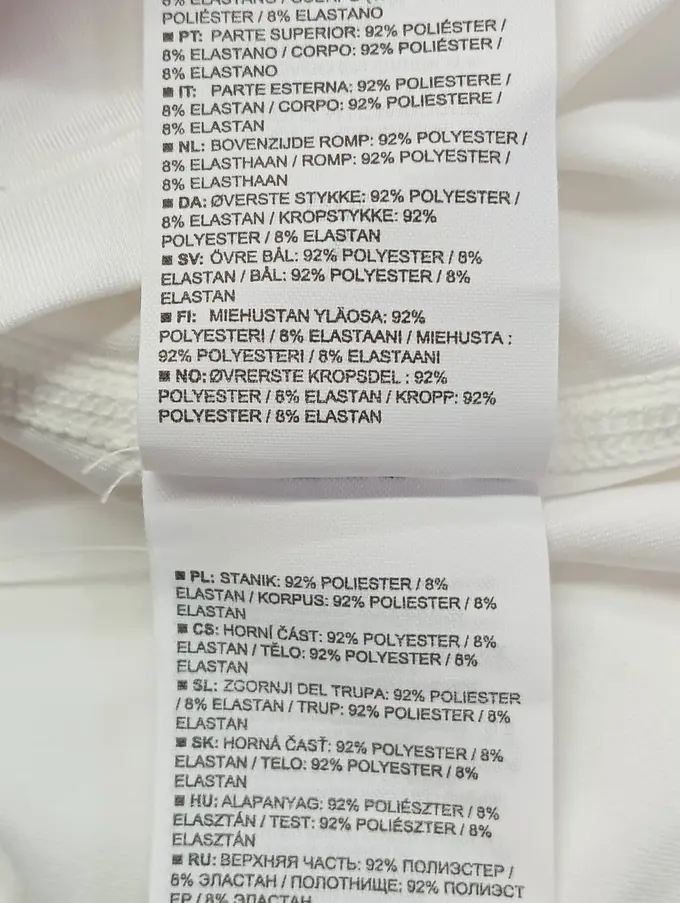 POLIÉSTER / 8% ELASTANO
■ PT: PARTE SUPERIOR: 92% POLIÉSTER /
8% ELASTANO / CORPO: 92% POLIÉSTER /
8% ELASTANO
■ IT: PARTE ESTERNA: 92% POLIESTERE /
8% ELASTAN / CORPO: 92% POLIESTERE /
8% ELASTAN
■ NL: BOVENZIJDE ROMP: 92% POLYESTER /
8% ELASTHAAN / ROMP: 92% POLYESTER /
8% ELASTHAAN
■ DA: ØVERSTE STYKKE: 92% POLYESTER /
8% ELASTAN / KROPSTYKKE: 92%
POLYESTER / 8% ELASTAN
■ SV: ÖVRE BÅL: 92% POLYESTER / 8%
ELASTAN / BÅL: 92% POLYESTER / 8%
ELASTAN
■ FI: MIEHUSTAN YLÄOSA: 92%
POLYESTERI / 8% ELASTAANI / MIEHUSTA :
92% POLYESTERI / 8% ELASTAANI
■ NO: ØVRERSTE KROPSDEL : 92%
POLYESTER / 8% ELASTAN / KROPP: 92%
POLYESTER / 8% ELASTAN
■ PL: STANIK: 92% POLIESTER / 8%
ELASTAN / KORPUS: 92% POLIESTER / 8%
ELASTAN
■ CS: HORNÍ ČÁST: 92% POLYESTER / 8%
ELASTAN / TĚLO: 92% POLYESTER / 8%
ELASTAN
■ SL: ZGORNJI DEL TRUPA: 92% POLIESTER
/ 8% ELASTAN / TRUP: 92% POLIESTER / 8%
ELASTAN
■ SK: HORNÁ ČASŤ: 92% POLYESTER / 8%
ELASTAN / TELO: 92% POLYESTER / 8%
ELASTAN
■ HU: ALAPANYAG: 92% POLIÉSZTER / 8%
ELASZTÁN / TEST: 92% POLIÉSZTER / 8%
ELASZTÁN
■ RU: ВЕРХНЯЯ ЧАСТЬ: 92% ПОЛИЭСТЕР /
8% ЭЛАСТАН / ПОЛОТНИЩЕ: 92% ПОЛИЭСТ
ЕР / 8% ЭЛАСТАН